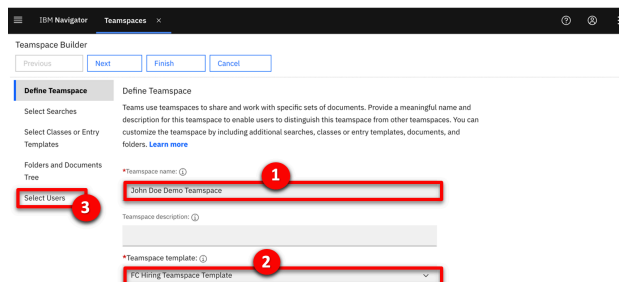 IBM Navigator Teamspaces ×
Teamspace Builder
Previous Next Finish Cancel
Define Teamspace
Select Searches
Select Classes or Entry
Templates
Folders and Documents
Tree
Select Users
3
Define Teamspace
Teams use teamspaces to share and work with specific sets of documents. Provide a meaningful name and
description for this teamspace to enable users to distinguish this teamspace from other teamspaces. You can
customize the teamspace by including additional searches, classes or entry templates, documents, and
folders. Learn more
*Teamspace name:
1
John Doe Demo Teamspace
Teamspace description:
*Teamspace template:
2
FC Hiring Teamspace Template